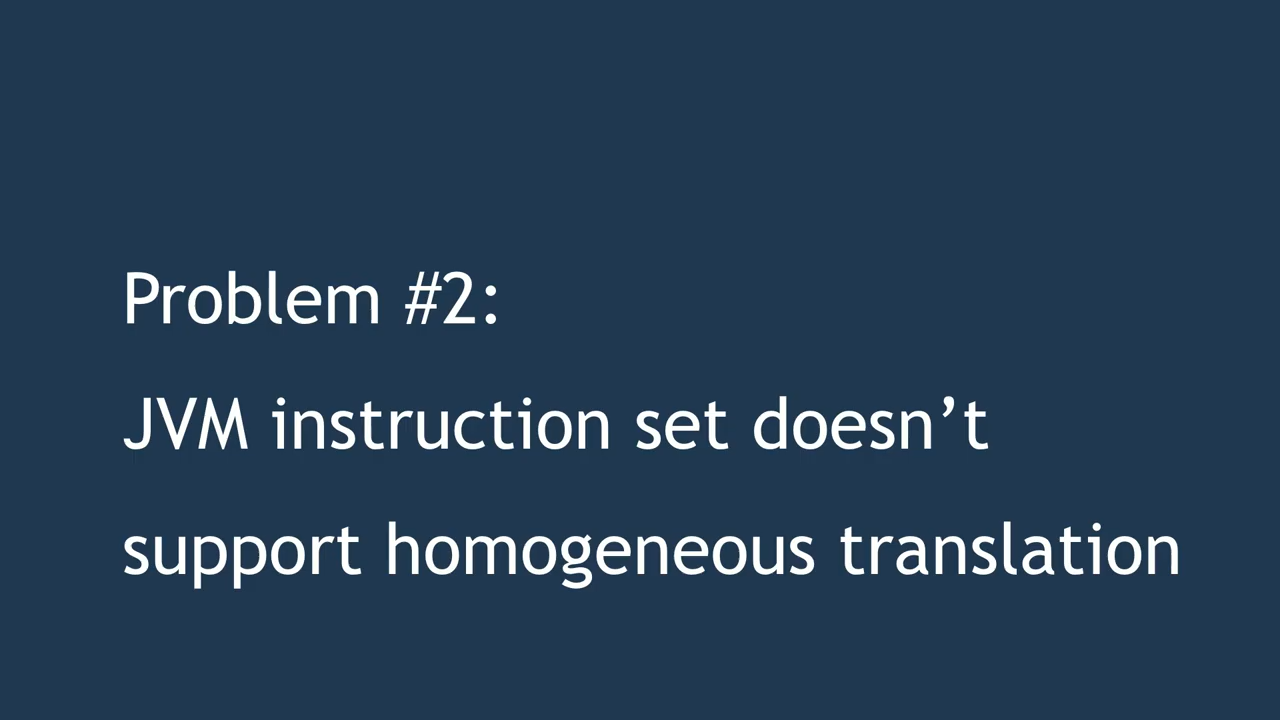 Problem #2:
JVM instruction set doesn’t
support homogeneous translation